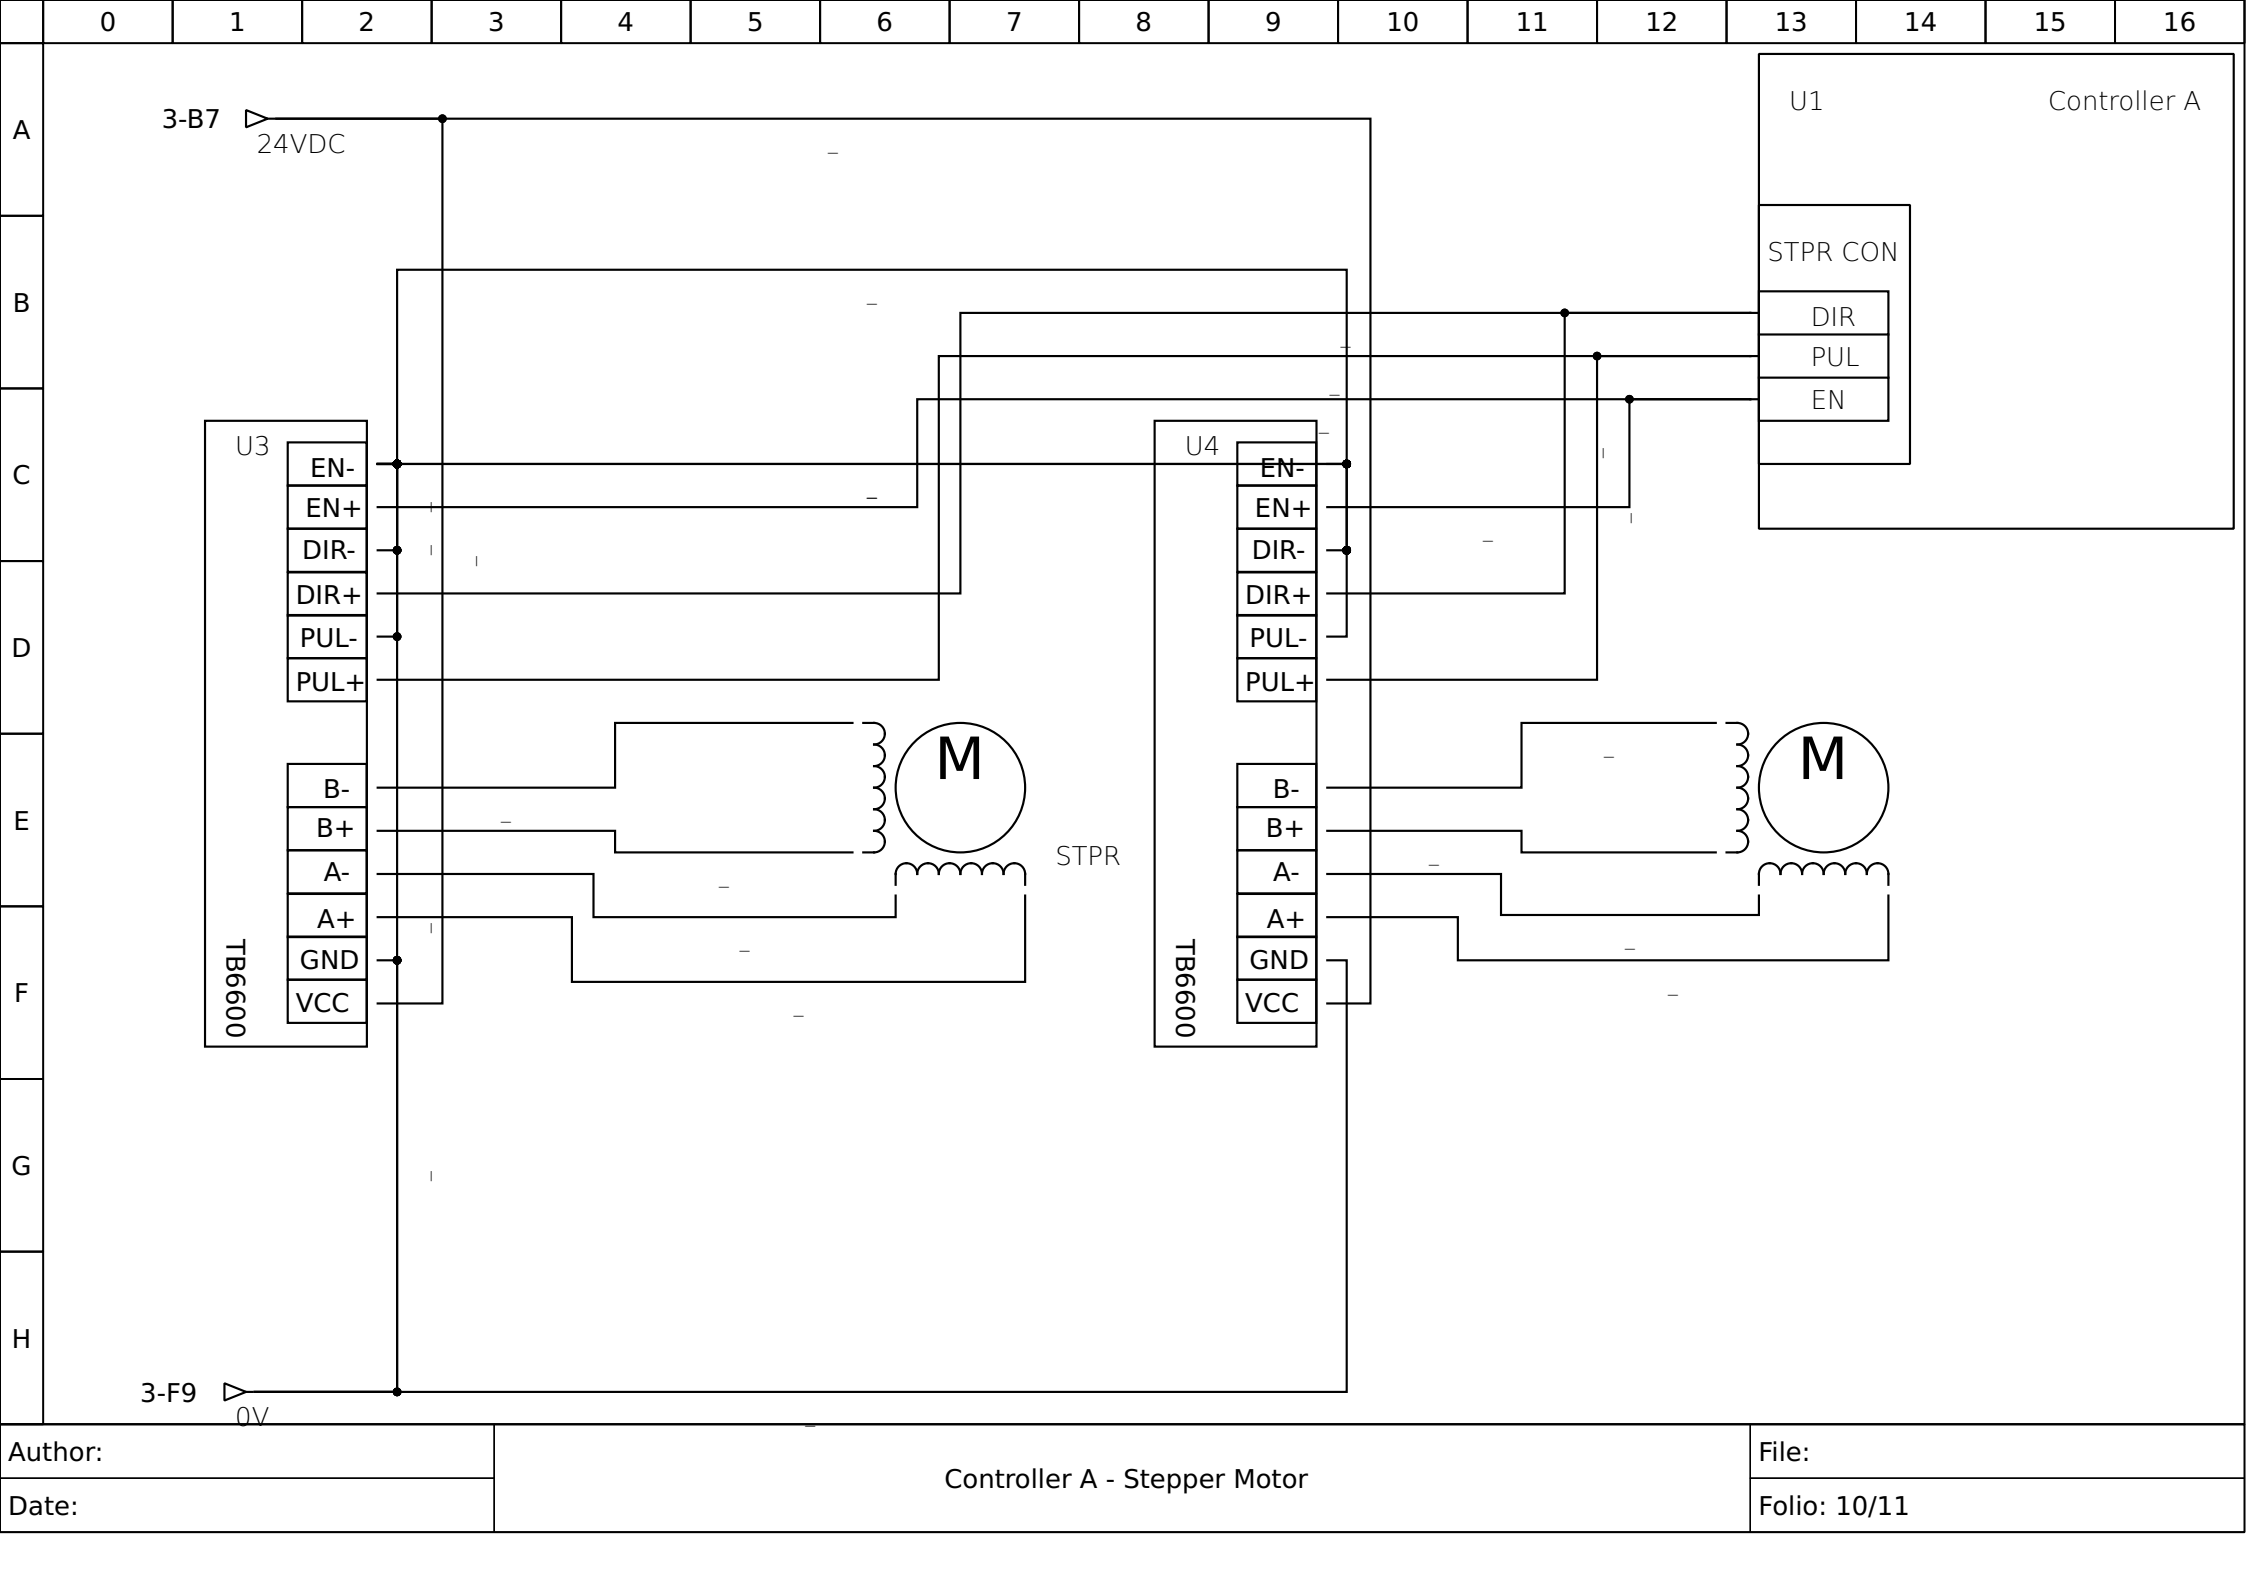 0 1 2 3 4 5 6 7 8 9 10 11 12 13 14 15 16
A
B
C
D
E
F
G
H
3-B7
24VDC
U1 Controller A
STPR CON
DIR
PUL
EN
U3
EN-
EN+
DIR-
DIR+
PUL-
PUL+
B-
B+
A-
A+
GND
VCC
TB6600
M
STPR
U4
EN-
EN+
DIR-
DIR+
PUL-
PUL+
B-
B+
A-
A+
GND
VCC
TB6600
M
3-F9
0V
Author:
Date:
Controller A - Stepper Motor
File:
Folio: 10/11